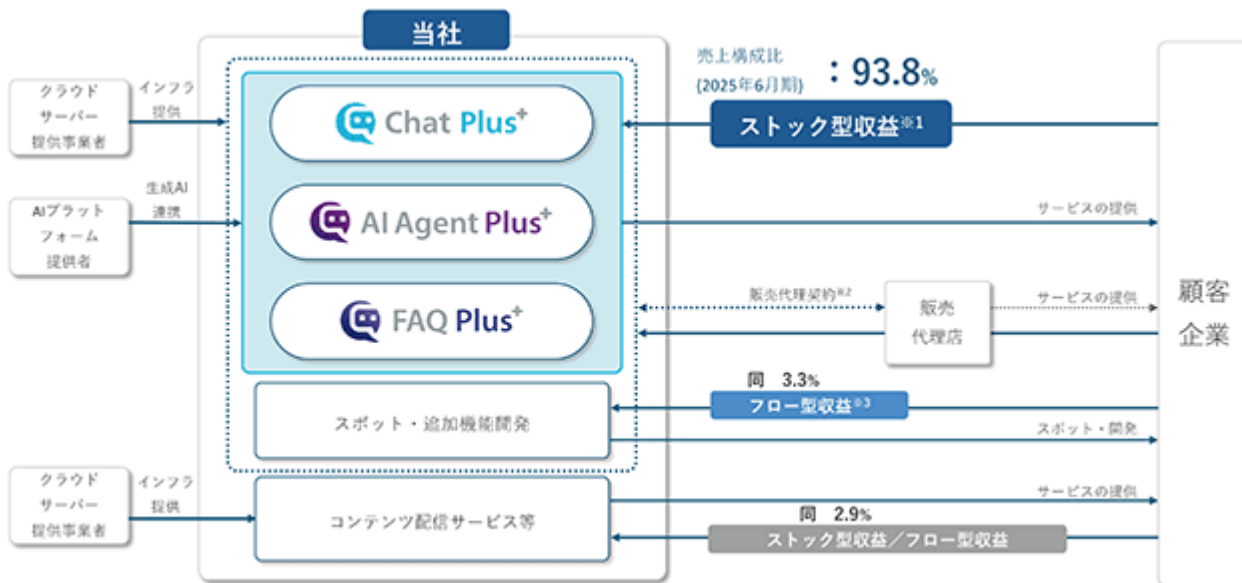 当社
売上構成比
(2025年6月期)
：93.8%
ストック型収益※1
クラウド
サーバー
提供事業者
インフラ
提供
Chat Plus+
AIプラット
フォーム
提供者
生成AI
連携
AI Agent Plus+
サービスの提供
FAQ Plus+
販売代理契約※2
販売
代理店
サービスの提供
顧客
企業
同 3.3%
フロー型収益※3
スポット・追加機能開発
スポット・開発
クラウド
サーバー
提供事業者
インフラ
提供
コンテンツ配信サービス等
サービスの提供
同 2.9%
ストック型収益／フロー型収益